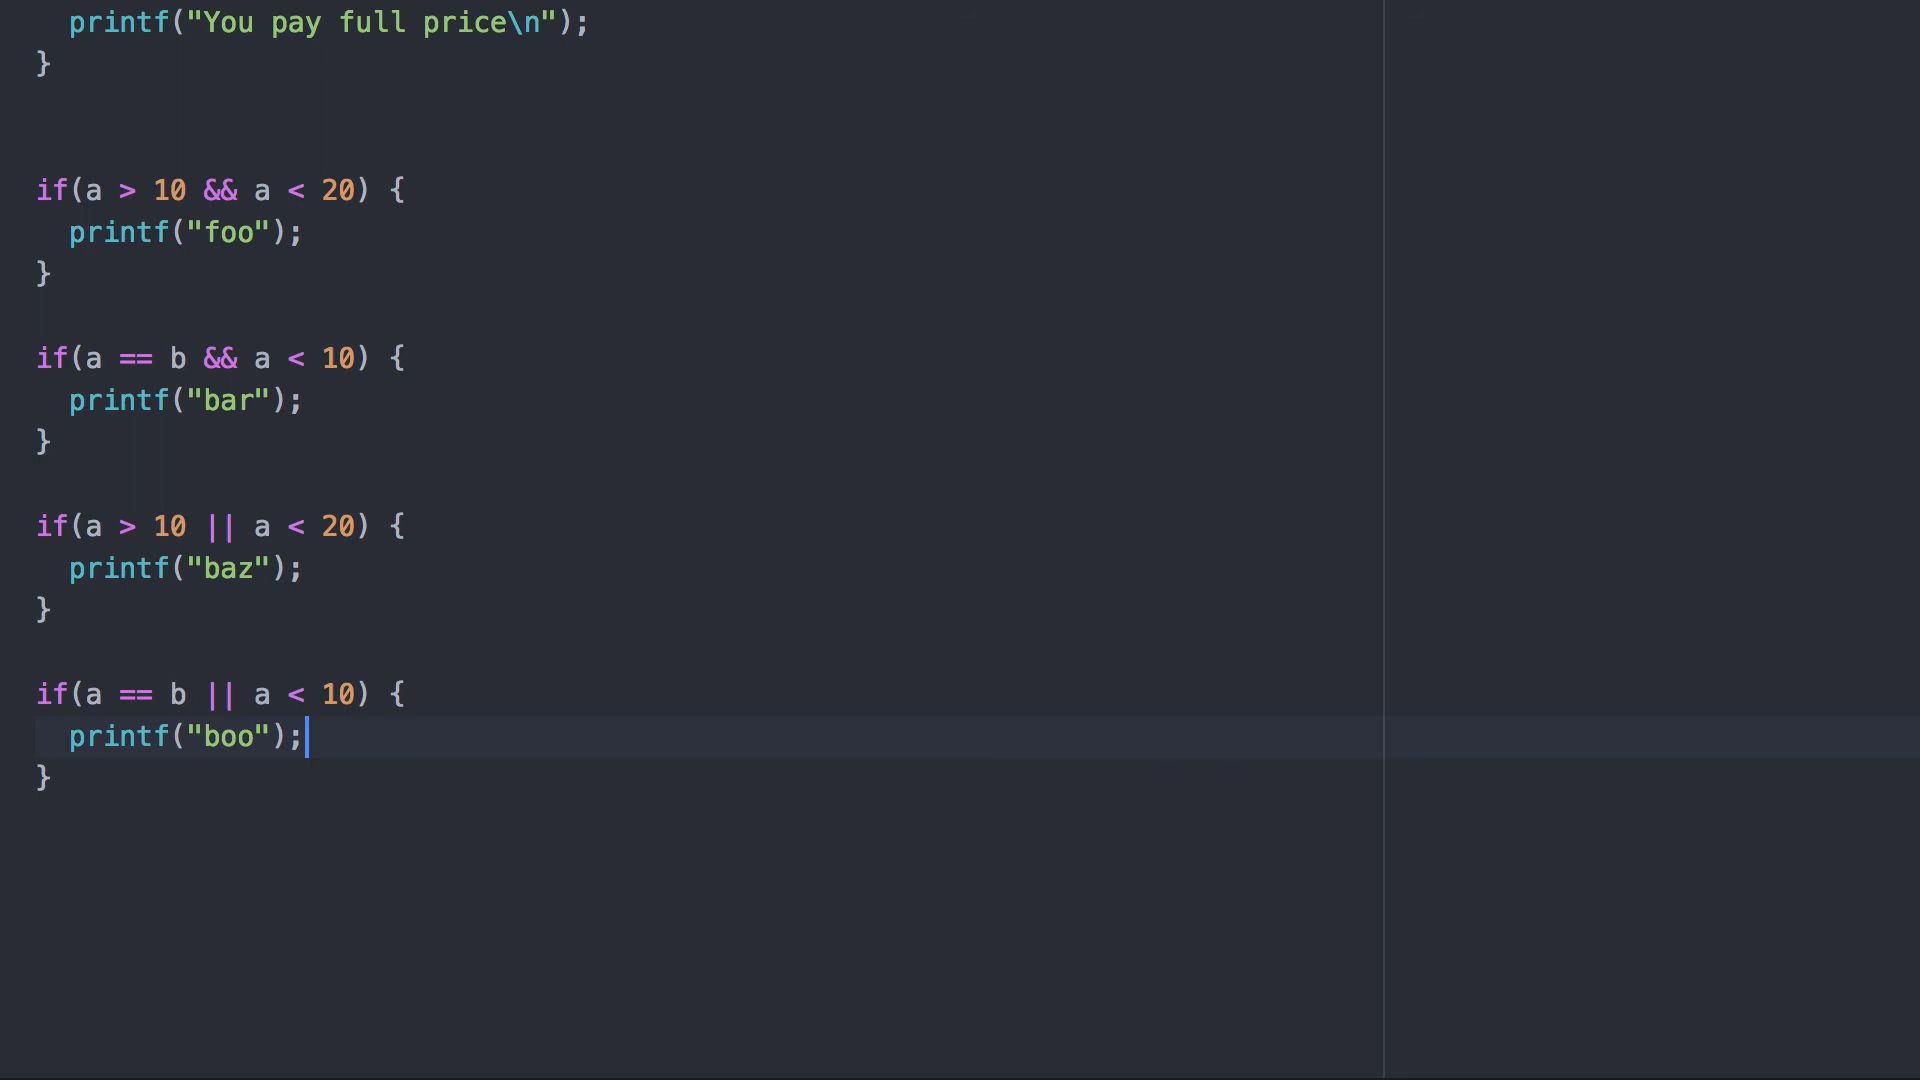 printf("You pay full price\n");
}
if(a > 10 && a < 20) {
printf("foo");
}
if(a == b && a < 10) {
printf("bar");
}
if(a > 10 || a < 20) {
printf("baz");
}
if(a == b || a < 10) {
printf("boo");
}